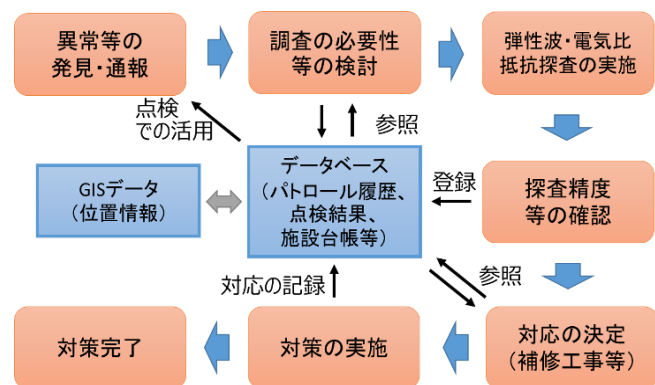 異常等の
発見・通報
調査の必要性
等の検討
弾性波・電気比
抵抗探査の実施
点検
での活用
参照
GISデータ
(位置情報)
データベース
(パトロール履歴、
点検結果、
施設台帳等)
登録
探査精度
等の確認
対応の記録
参照
対策完了
対策の実施
対応の決定
(補修工事等)